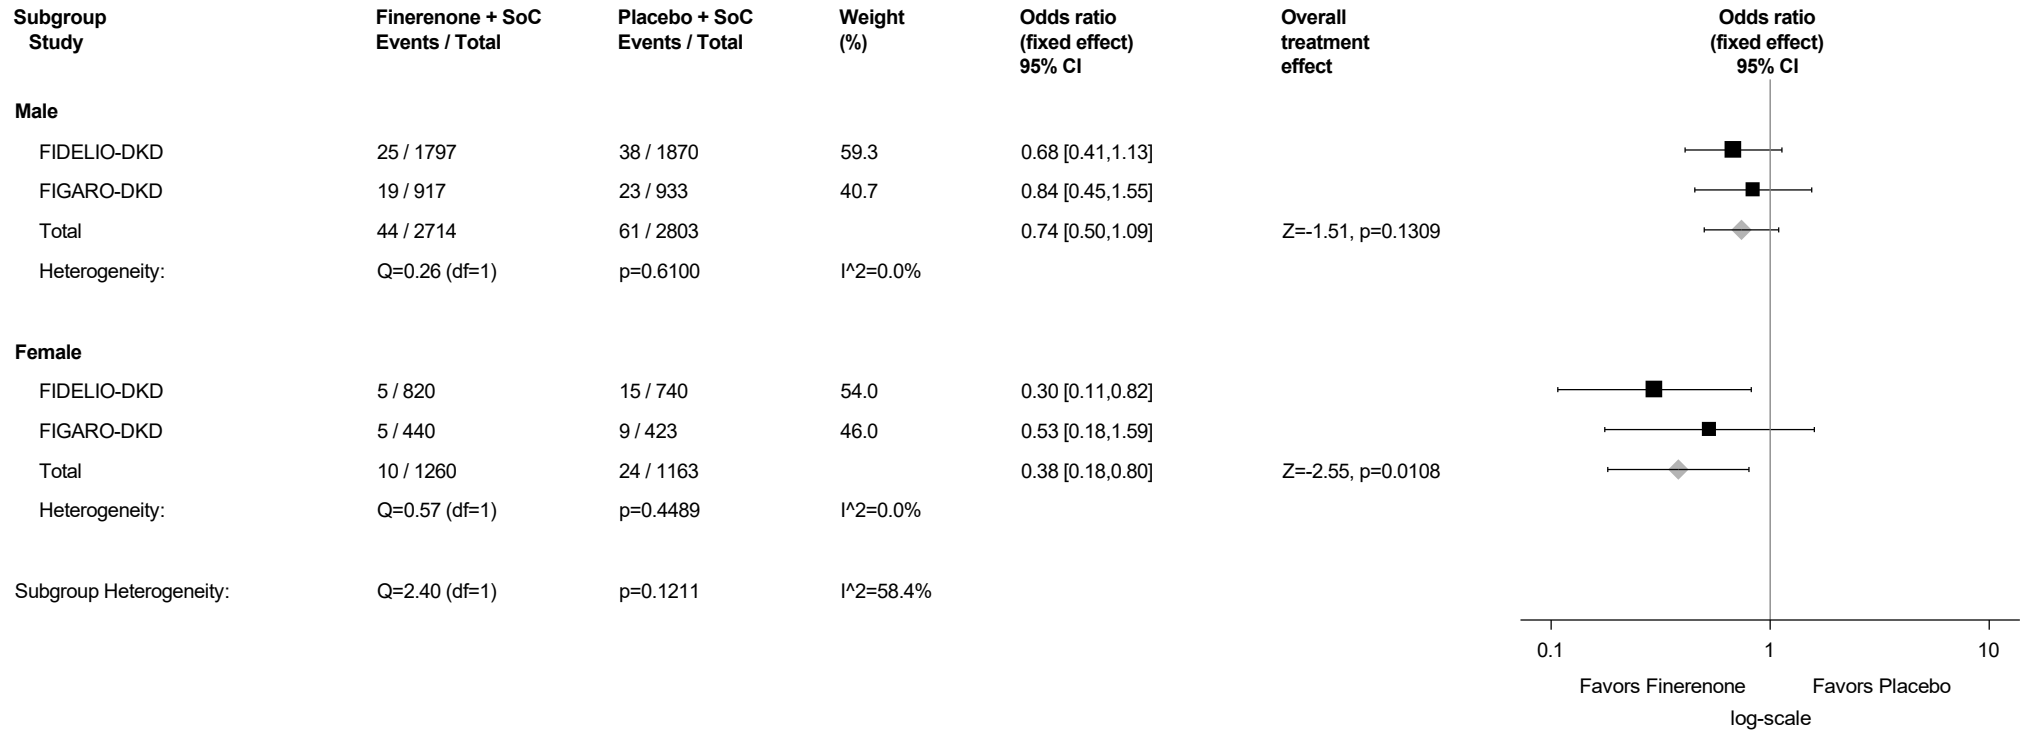 Subgroup Finerenone + SoC Placebo + SoC Weight Odds ratio Overall Odds ratio
Study Events / Total Events / Total (%) (fixed effect) treatment (fixed effect)
95% CI effect 95% CI
Male
FIDELIO-DKD 25 / 1797 38 / 1870 59.3 0.68 [0.41,1.13]
FIGARO-DKD 19 / 917 23 / 933 40.7 0.84 [0.45,1.55]
Total 44 / 2714 61 / 2803 0.74 [0.50,1.09] Z=-1.51, p=0.1309
Heterogeneity: Q=0.26 (df=1) p=0.6100 I^2=0.0%
Female
FIDELIO-DKD 5 / 820 15 / 740 54.0 0.30 [0.11,0.82]
FIGARO-DKD 5 / 440 9 / 423 46.0 0.53 [0.18,1.59]
Total 10 / 1260 24 / 1163 0.38 [0.18,0.80] Z=-2.55, p=0.0108
Heterogeneity: Q=0.57 (df=1) p=0.4489 I^2=0.0%
Subgroup Heterogeneity: Q=2.40 (df=1) p=0.1211 I^2=58.4%
0.1 1 10
Favors Finerenone Favors Placebo
log-scale